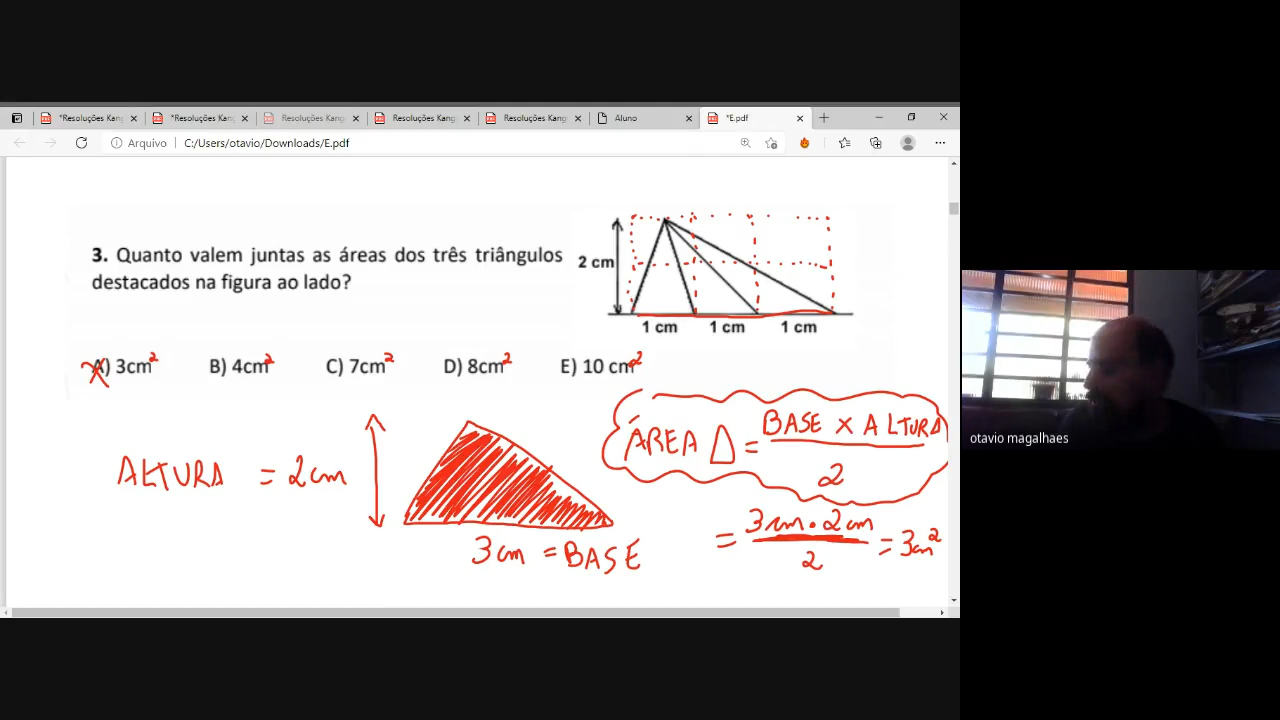 *Resoluções Kang
*Resoluções Kang
Resoluções Kang
Resoluções Kang
Resoluções Kang
Aluno
*E.pdf
Arquivo
C:/Users/otavio/Downloads/E.pdf
3. Quanto valem juntas as áreas dos três triângulos
destacados na figura ao lado?
2 cm
1 cm 1 cm 1 cm
A) 3cm² B) 4cm² C) 7cm² D) 8cm² E) 10 cm²
ÁREA Δ = BASE X ALTURA
2
ALTURA = 2cm
3cm = BASE
= 3cm · 2cm
2
= 3cm²
otavio magalhaes